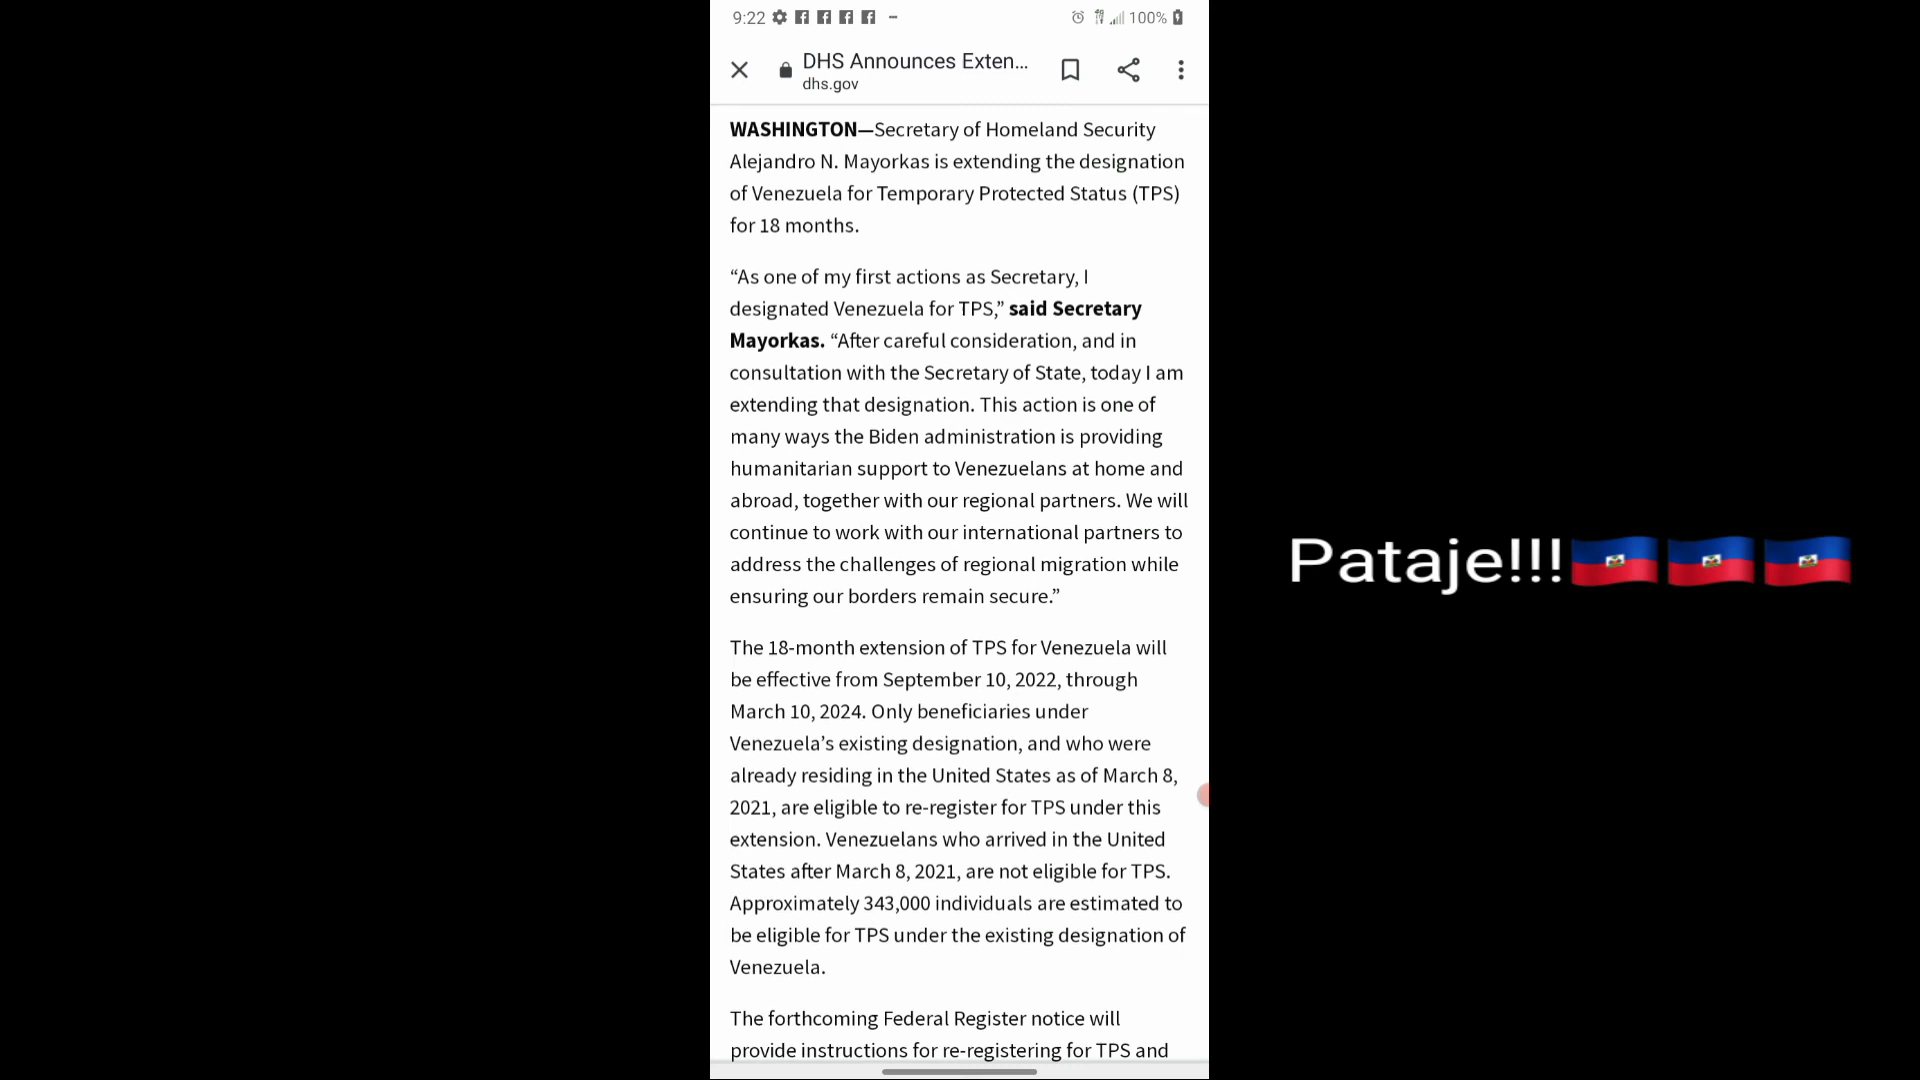 9:22
100%
DHS Announces Exten...
dhs.gov
WASHINGTON—Secretary of Homeland Security
Alejandro N. Mayorkas is extending the designation
of Venezuela for Temporary Protected Status (TPS)
for 18 months.
“As one of my first actions as Secretary, I
designated Venezuela for TPS,” said Secretary
Mayorkas. “After careful consideration, and in
consultation with the Secretary of State, today I am
extending that designation. This action is one of
many ways the Biden administration is providing
humanitarian support to Venezuelans at home and
abroad, together with our regional partners. We will
continue to work with our international partners to
address the challenges of regional migration while
ensuring our borders remain secure.”
The 18-month extension of TPS for Venezuela will
be effective from September 10, 2022, through
March 10, 2024. Only beneficiaries under
Venezuela’s existing designation, and who were
already residing in the United States as of March 8,
2021, are eligible to re-register for TPS under this
extension. Venezuelans who arrived in the United
States after March 8, 2021, are not eligible for TPS.
Approximately 343,000 individuals are estimated to
be eligible for TPS under the existing designation of
Venezuela.
The forthcoming Federal Register notice will
provide instructions for re-registering for TPS and
Pataje!!!🇭🇹🇭🇹🇭🇹